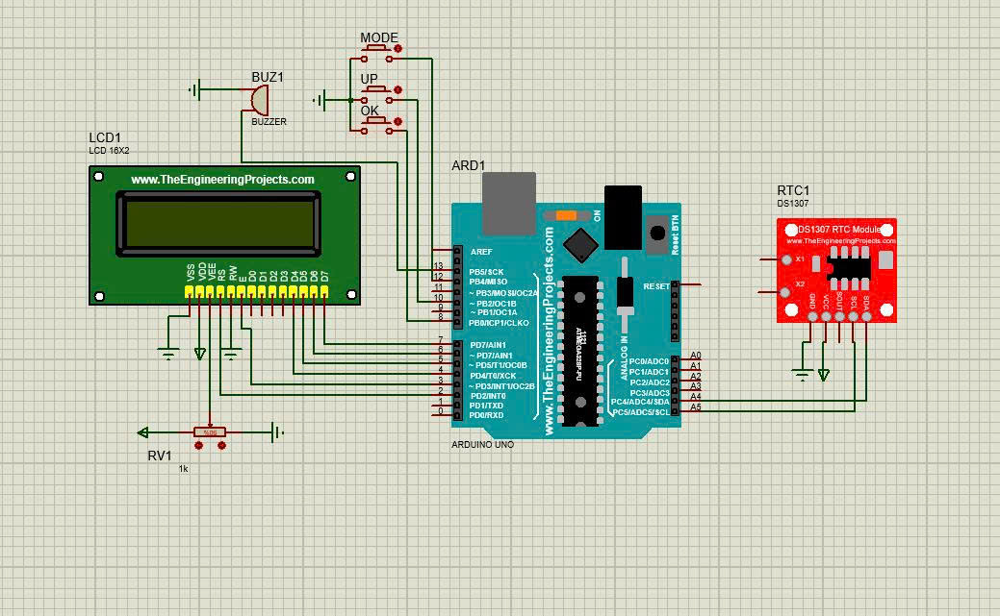 MODE
UP
OK
BUZ1
BUZZER
LCD1
LCD 16X2
www.TheEngineeringProjects.com
VSS
VDD
VEE
RS
RW
E
D0
D1
D2
D3
D4
D5
D6
D7
RV1
1k
ARD1
ARDUINO UNO
ON
Reset BTN
www.TheEngineeringProjects.com
ATMEGA328P-PU
1121
ANALOG IN
AREF
13
PB5/SCK
12
PB4/MISO
11
~ PB3/MOSI/OC2A
10
~ PB2/OC1B
9
~ PB1/OC1A
8
PB0/ICP1/CLKO
7
PD7/AIN1
6
~ PD7/AIN1
5
~ PD5/T1/OC0B
4
PD4/T0/XCK
3
~ PD3/INT1/OC2B
2
PD2/INT0
1
PD1/TXD
0
PD0/RXD
RESET
PC0/ADC0
A0
PC1/ADC1
A1
PC2/ADC2
A2
PC3/ADC3
A3
PC4/ADC4/SDA
A4
PC5/ADC5/SCL
A5
RTC1
DS1307
DS1307 RTC Module
www.TheEngineeringProjects.com
X1
X2
GND
VCC
SOUT
SCL
SDA